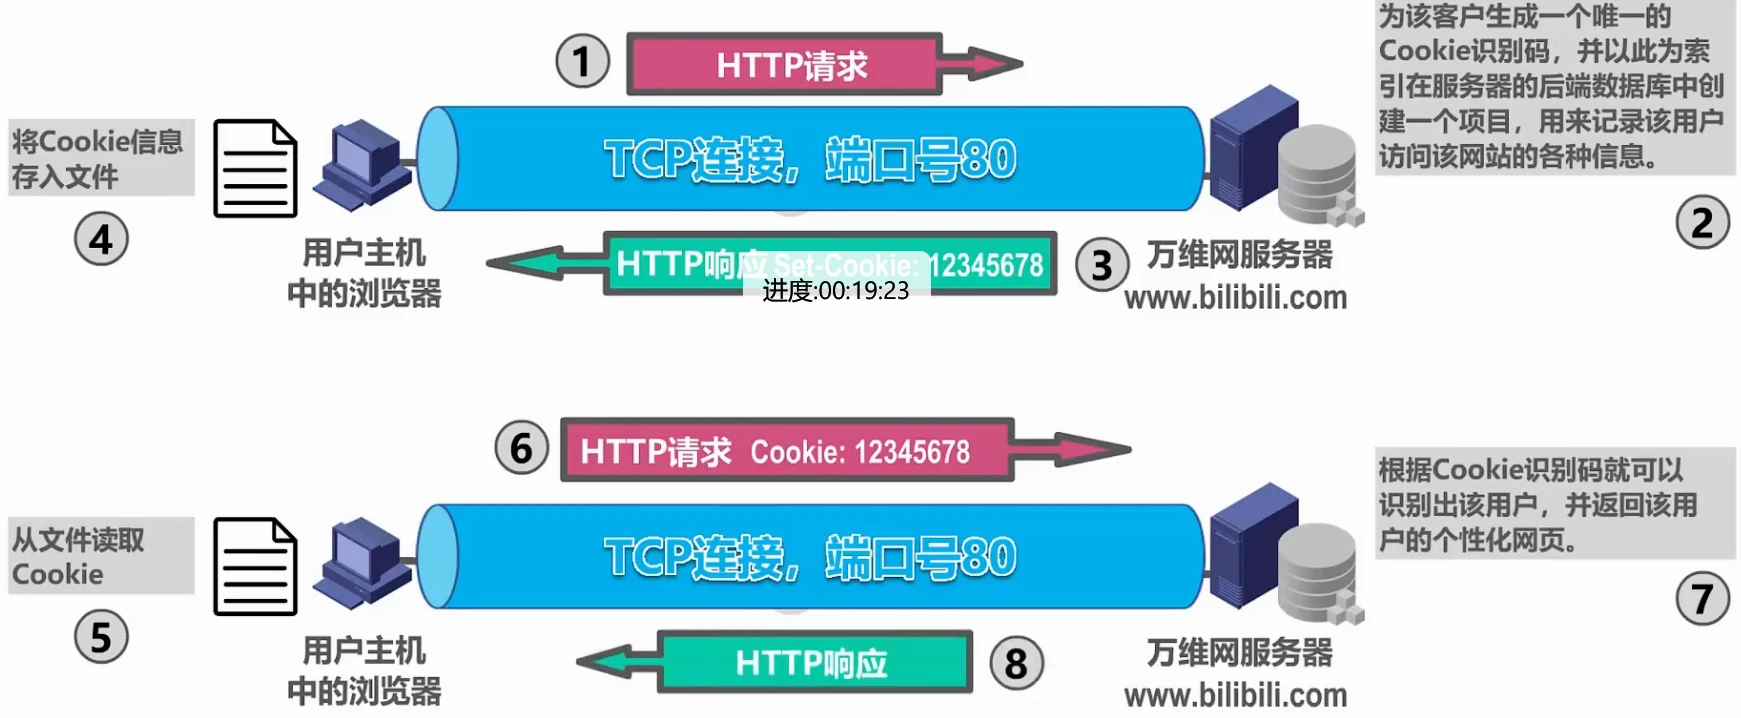 1
HTTP请求
为该客户生成一个唯一的
Cookie识别码，并以此为索
引在服务器的后端数据库中创
建一个项目，用来记录该用户
访问该网站的各种信息。
2
将Cookie信息
存入文件
4
TCP连接，端口号80
用户主机
中的浏览器
HTTP响应 Set-Cookie: 12345678
进度:00:19:23
3
万维网服务器
www.bilibili.com
6
HTTP请求 Cookie: 12345678
根据Cookie识别码就可以
识别出该用户，并返回该用
户的个性化网页。
7
从文件读取
Cookie
5
TCP连接，端口号80
用户主机
中的浏览器
HTTP响应
8
万维网服务器
www.bilibili.com